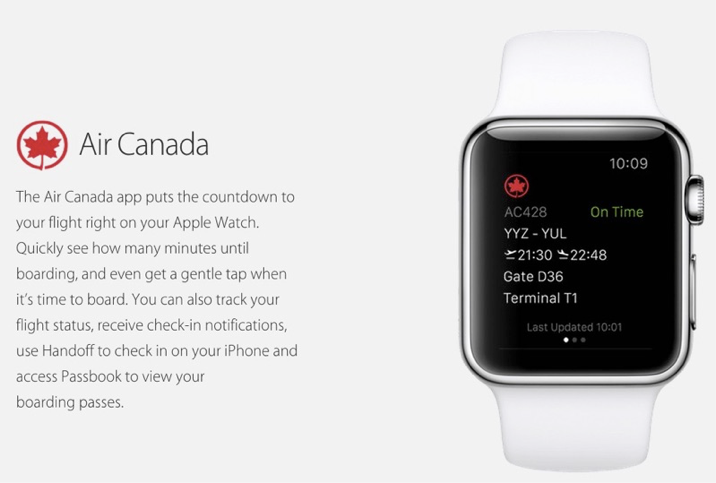 Air Canada
The Air Canada app puts the countdown to
your flight right on your Apple Watch.
Quickly see how many minutes until
boarding, and even get a gentle tap when
it’s time to board. You can also track your
flight status, receive check-in notifications,
use Handoff to check in on your iPhone and
access Passbook to view your
boarding passes.
10:09
AC428 On Time
YYZ - YUL
21:30 22:48
Gate D36
Terminal T1
Last Updated 10:01